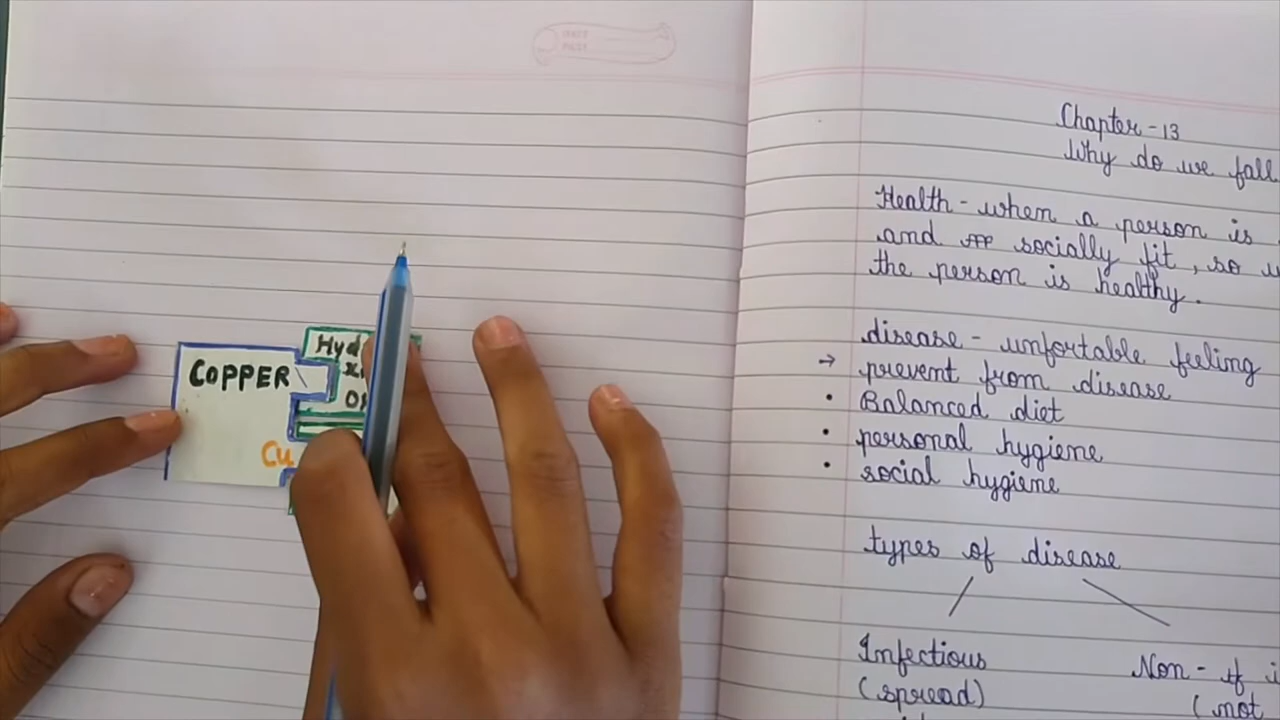 COPPER
Cu
Chapter-13
Why do we fall
Health - when a person is
and socially fit, so
the person is healthy.
disease - unfortable feeling
→ prevent from disease
• Balanced diet
• personal hygiene
• social hygiene
types of disease
Infectious
(spread)
Non - if i
(not